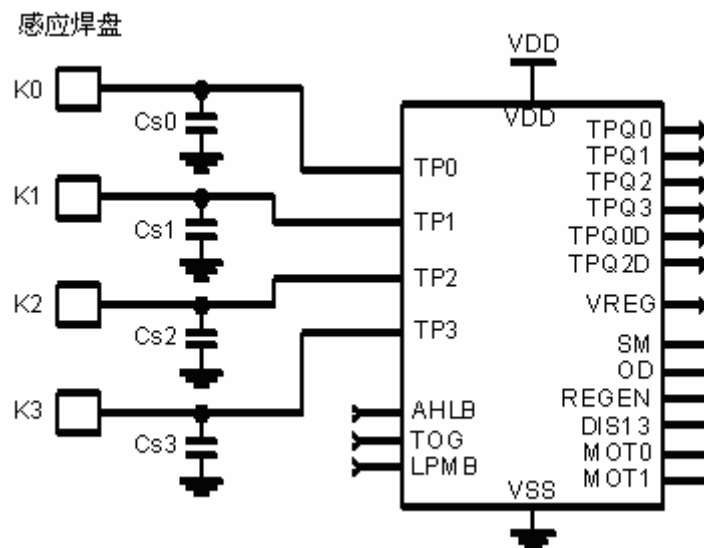 感应焊盘
K0
Cs0
K1
Cs1
K2
Cs2
K3
Cs3
VDD
VDD
TP0
TP1
TP2
TP3
AHLB
TOG
LPMB
TPQ0
TPQ1
TPQ2
TPQ3
TPQ0D
TPQ2D
VREG
SM
OD
REGEN
DIS13
MOT0
MOT1
VSS